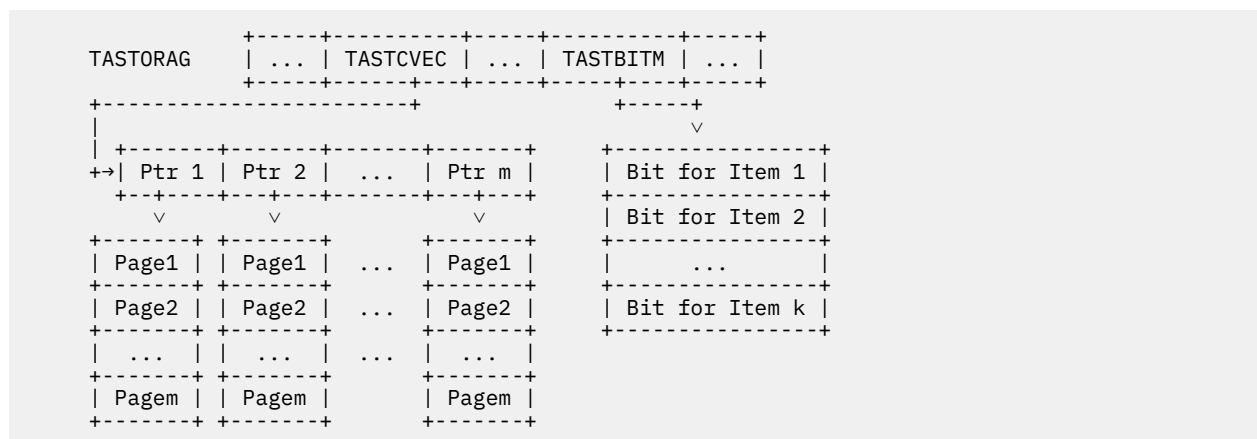 TASTORAG | ... | TASTCVEC | ... | TASTBITM | ... |
| Ptr 1 | Ptr 2 | ... | Ptr m | | Bit for Item 1 |
| Bit for Item 2 |
| Page1 | | Page1 | ... | Page1 | | ... |
| Page2 | | Page2 | ... | Page2 | | Bit for Item k |
| ... | | ... | ... | ... |
| Pagem | | Pagem | | Pagem |